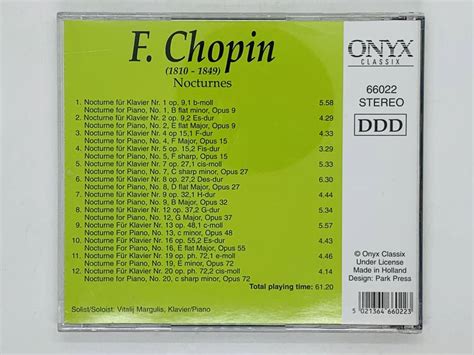 F. Chopin
(1810 - 1849)
Nocturnes
1. Nocturne für Klavier Nr. 1 op. 9,1 b-moll 5.58
Nocturne for Piano, No. 1, B flat minor, Opus 9
2. Nocturne für Klavier Nr. 2 op. 9,2 Es-dur 4.29
Nocturne for Piano, No. 2, E flat Major, Opus 9
3. Nocturne für Klavier Nr. 4 op. 15,1 F-dur 4.33
Nocturne for Piano, No. 4, F Major, Opus 15
4. Nocturne für Klavier Nr. 5 op. 15,2 Fis-dur 3.29
Nocturne for Piano, No. 5, F sharp, Opus 15
5. Nocturne für Klavier Nr. 7 op. 27,1 cis-moll 5.21
Nocturne for Piano, No. 7, C sharp minor, Opus 27
6. Nocturne für Klavier Nr. 8 op. 27,2 Des-dur 6.30
Nocturne for Piano, No. 8, D flat Major, Opus 27
7. Nocturne für Klavier Nr. 9 op. 32,1 H-dur 4.44
Nocturne for Piano, No. 9, B Major, Opus 32
8. Nocturne für Klavier Nr. 12 op. 37,2 G-dur 5.34
Nocturne for Piano, No. 12, G Major, Opus 37
9. Nocturne für Klavier Nr. 13 op. 48,1 c-moll 5.53
Nocturne for Piano, No. 13, c minor, Opus 48
10. Nocturne Für Klavier Nr. 16 op. 55,2 Es-dur 4.43
Nocturne For Piano, No. 16, E flat Major, Opus 55
11. Nocturne Für Klavier Nr. 19 op. ph. 72,1 e-moll 4.46
Nocturne For Piano, No. 19, E minor, Opus 72
12. Nocturne für Klavier Nr. 20 op. ph. 72,2 cis-moll 4.14
Nocturne for Piano, No. 20, c sharp minor, Opus 72
Total playing time: 61.20
Solist/Soloist: Vitalij Margulis, Klavier/Piano
ONYX
CLASSIX
66022
STEREO
DDD
© Onyx Classix
Under License
Made in Holland
Design: Park Press
5 021364 660223